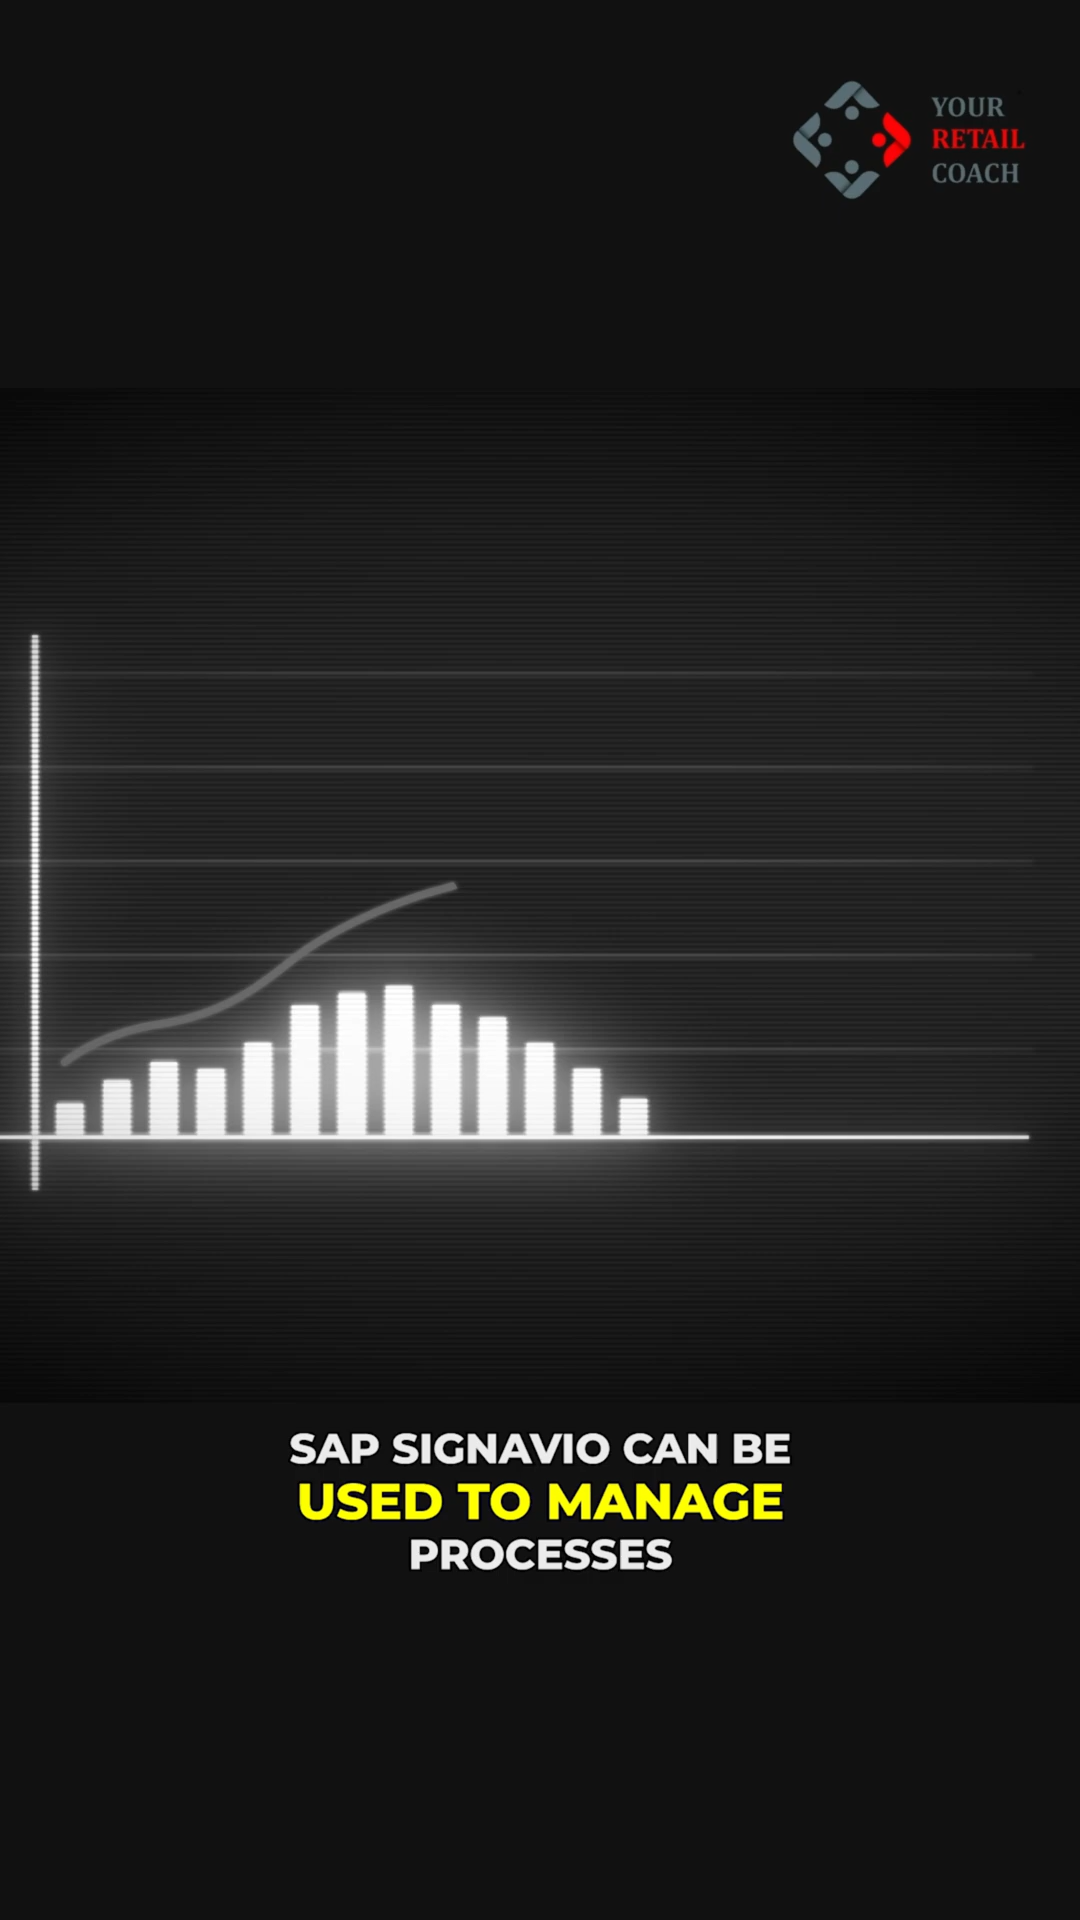 YOUR
RETAIL
COACH
SAP SIGNAVIO CAN BE
USED TO MANAGE
PROCESSES